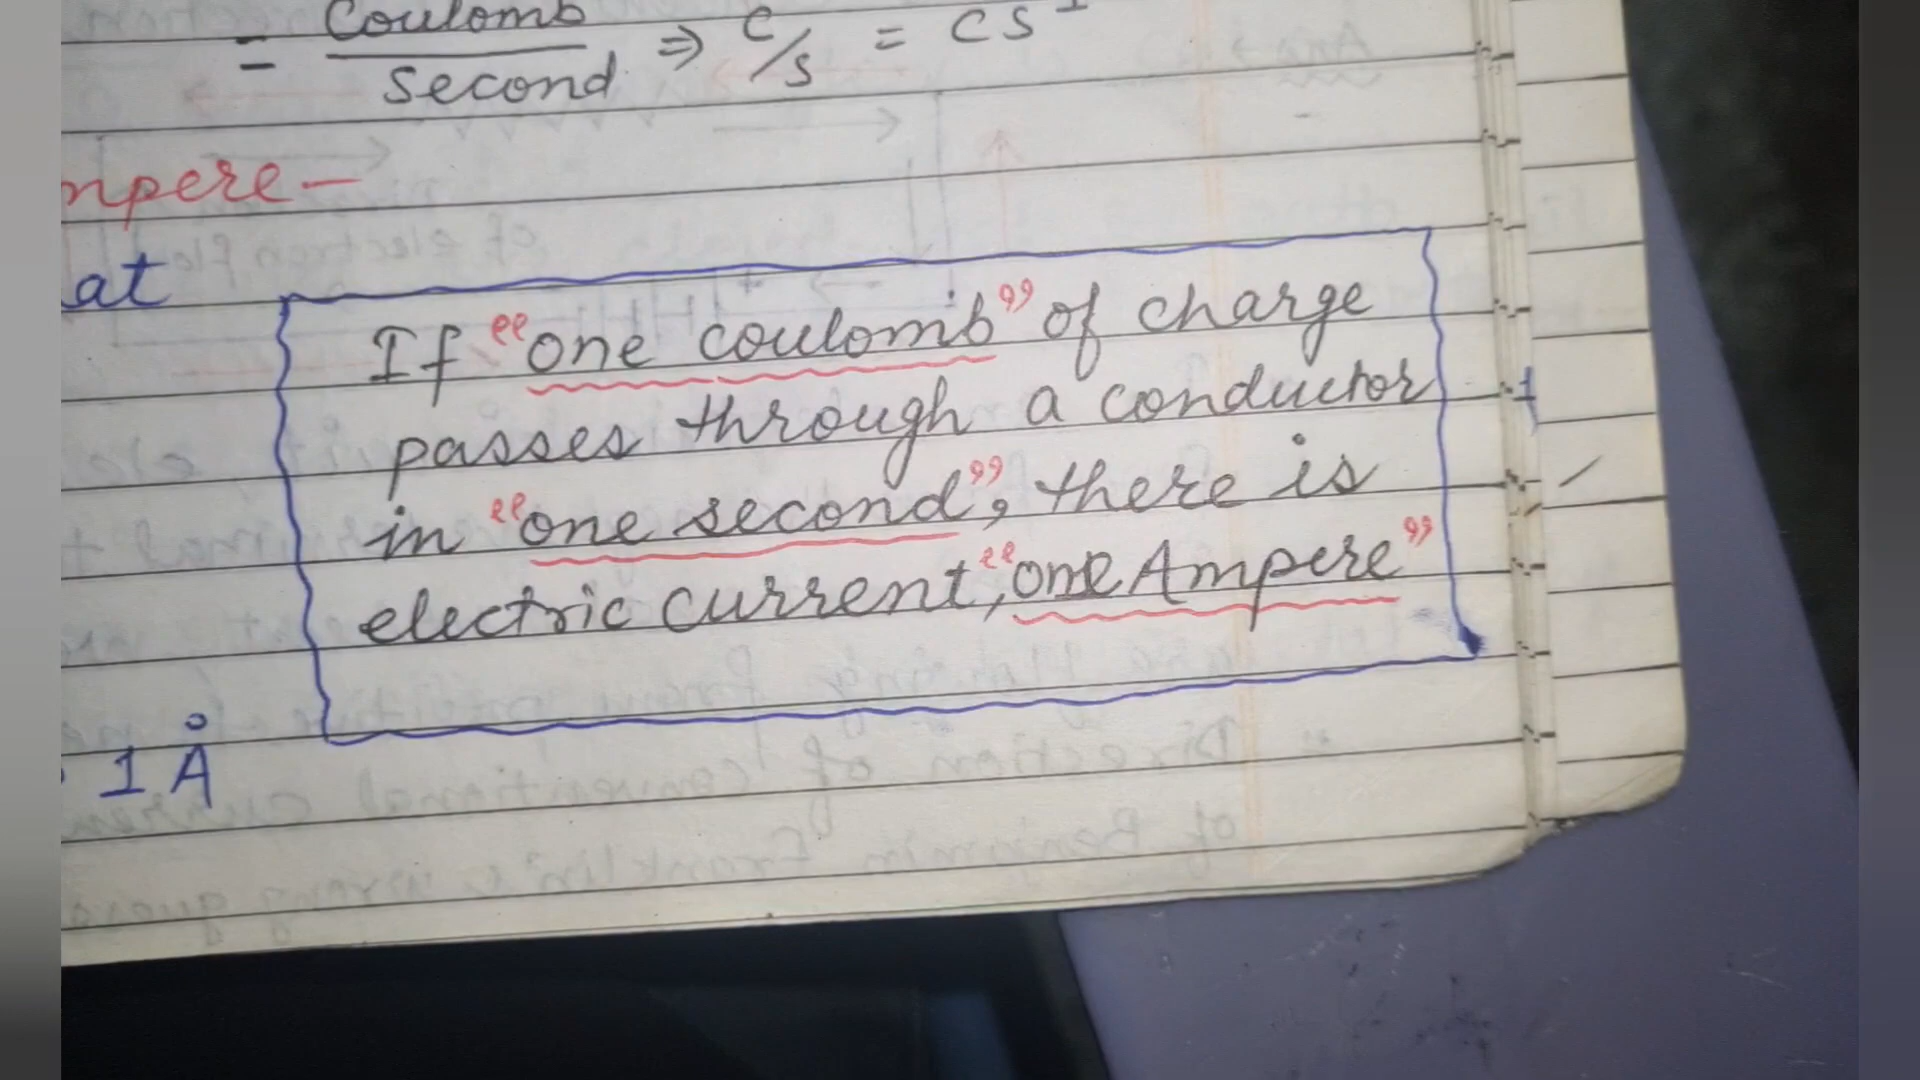 = Coulomb / second ⇒ C/s = CS⁻¹
mpere –
at
If "one coulomb" of charge
passes through a conductor
in "one second", there is
electric current, "one Ampere"
1 Å